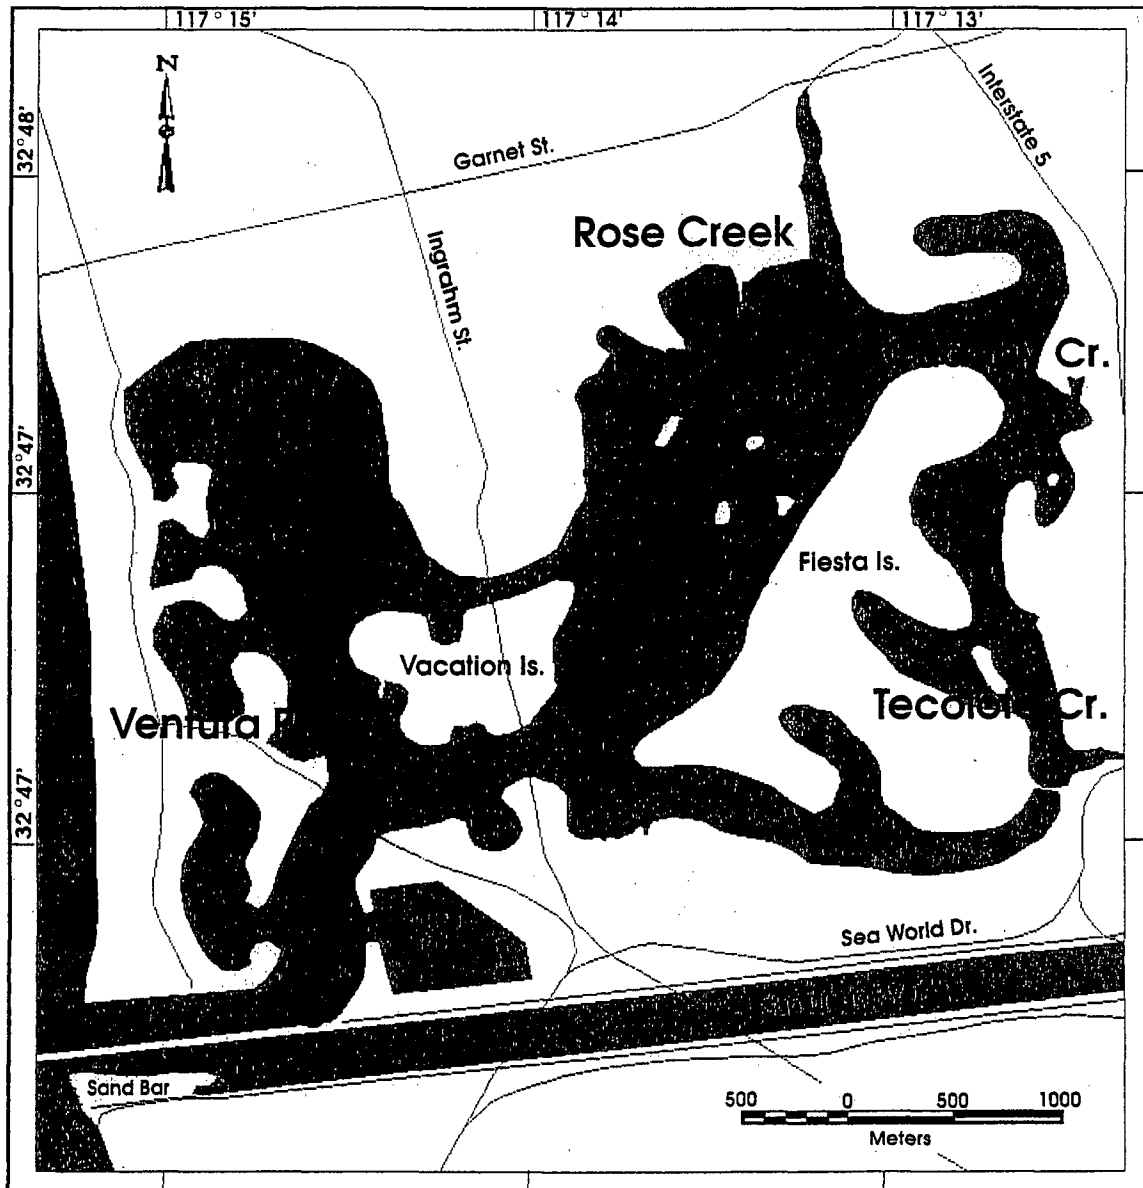 117°15'
117°14'
117°13'
N
32°48'
Interstate 5
Garnet St.
Rose Creek
Ingrahm St.
Cr.
32°47'
Fiesta Is.
Vacation Is.
Ventura
Cr.
32°47'
Sea World Dr.
Sand Bar
500 0 500 1000
Meters